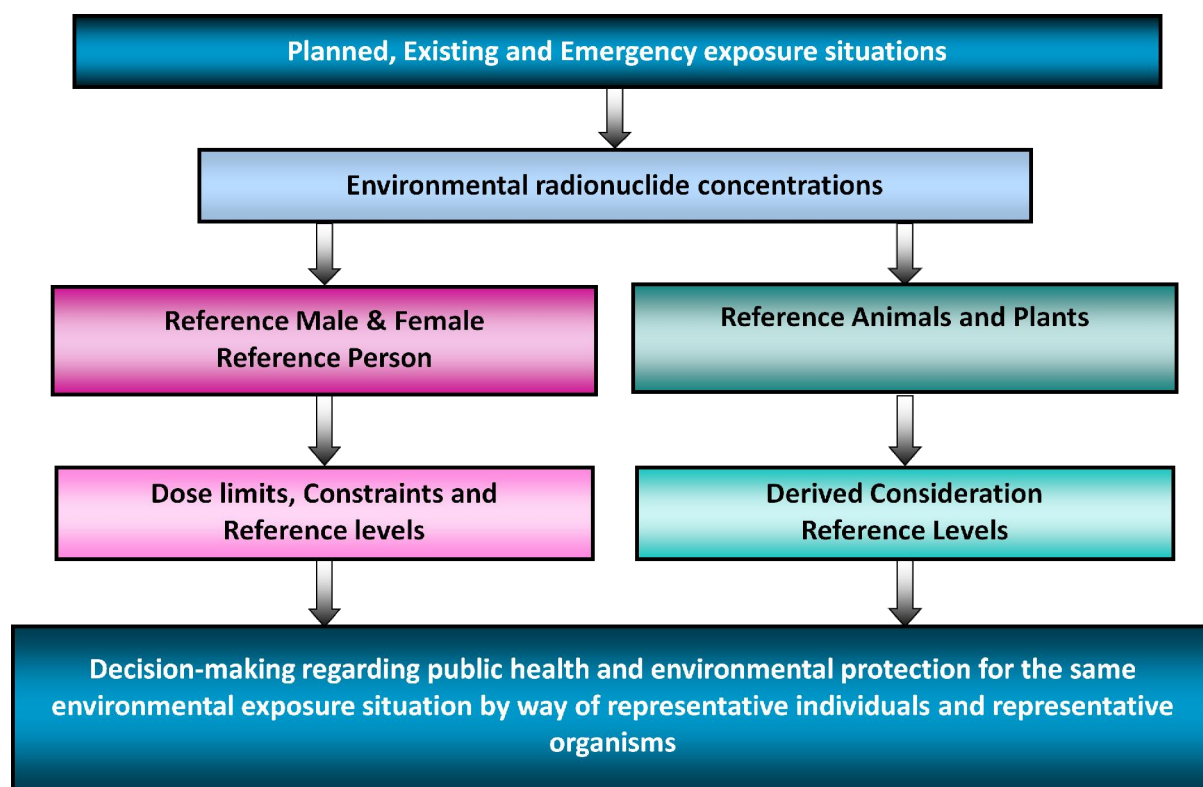 Planned, Existing and Emergency exposure situations
Environmental radionuclide concentrations
Reference Male & Female
Reference Person
Reference Animals and Plants
Dose limits, Constraints and
Reference levels
Derived Consideration
Reference Levels
Decision-making regarding public health and environmental protection for the same
environmental exposure situation by way of representative individuals and representative
organisms